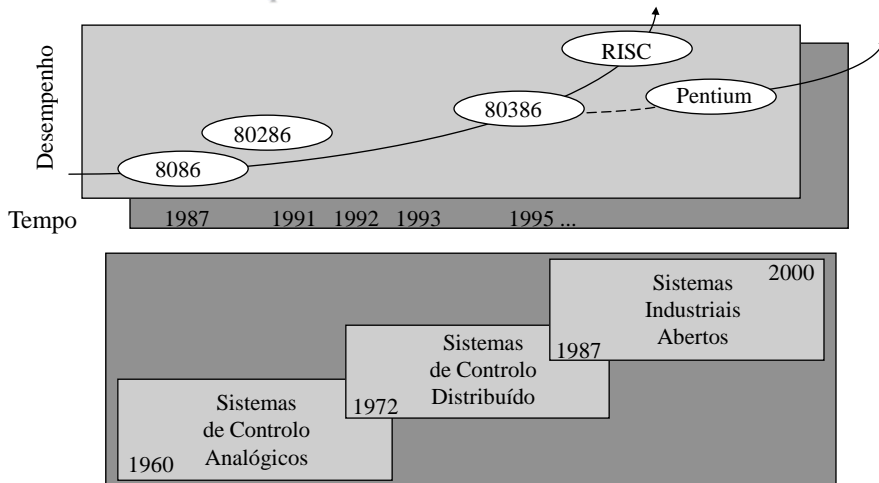 RISC
Desempenho
Pentium
80386
80286
8086
Tempo 1987 1991 1992 1993 1995 ...
2000
Sistemas
Industriais
Abertos
1987
Sistemas
de Controlo
Distribuído
1972
Sistemas
de Controlo
Analógicos
1960